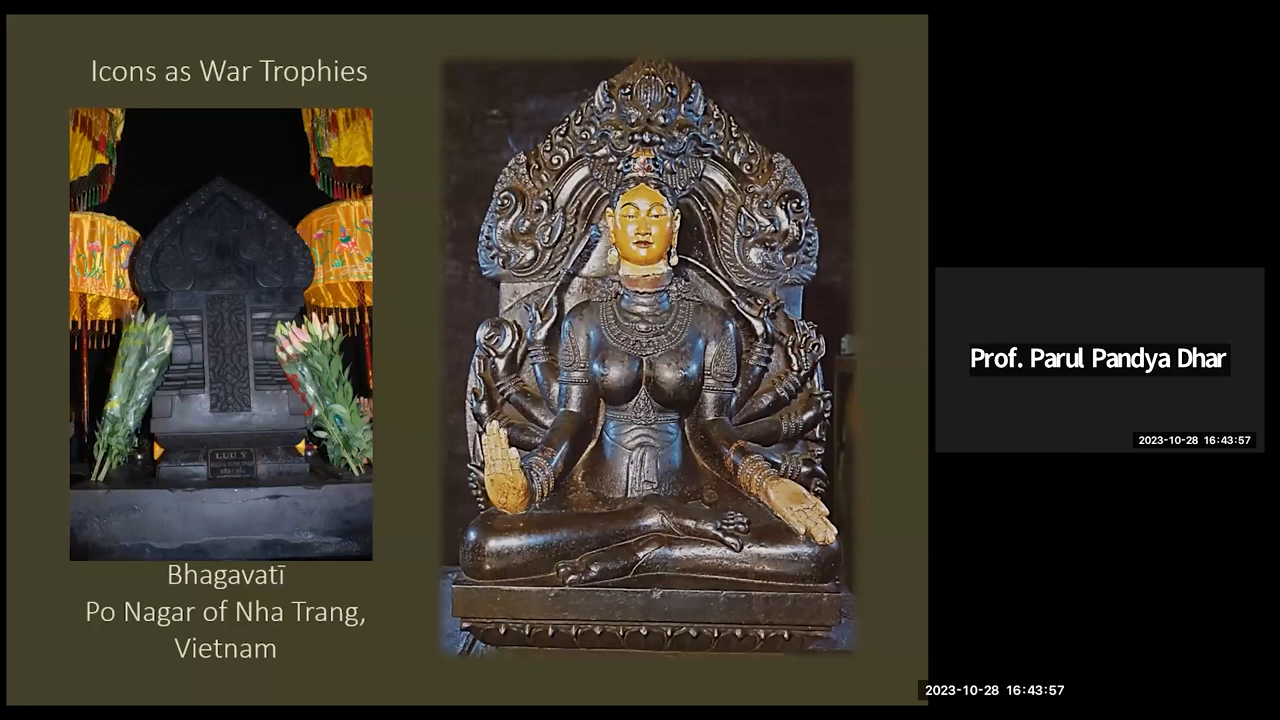 Icons as War Trophies
LUU Ý
Bhagavatī
Po Nagar of Nha Trang,
Vietnam
Prof. Parul Pandya Dhar
2023-10-28 16:43:57
2023-10-28 16:43:57